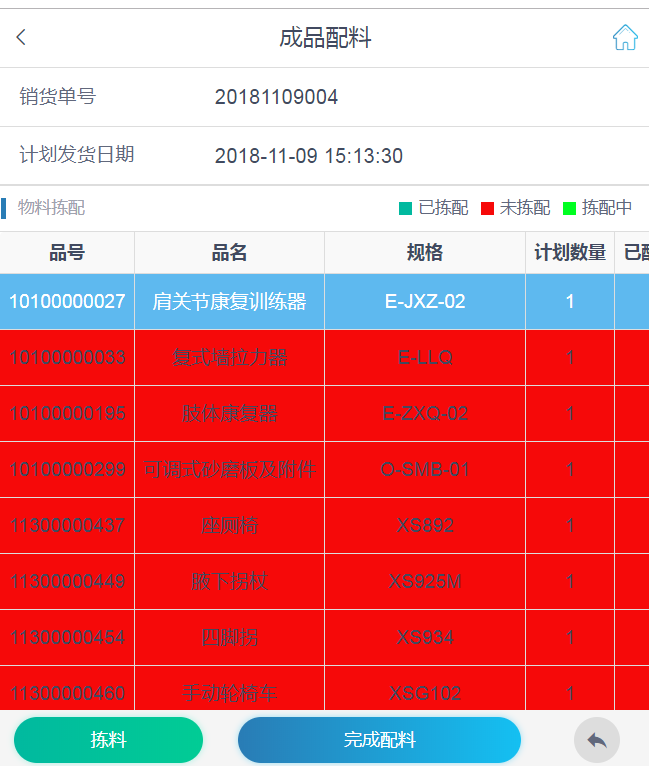 成品配料
销货单号 20181109004
计划发货日期 2018-11-09 15:13:30
物料拣配 已拣配 未拣配 拣配中
品号 品名 规格 计划数量 已配
10100000027 肩关节康复训练器 E-JXZ-02 1
10100000033 复式墙拉力器 E-LLQ 1
10100000195 肢体康复器 E-ZXQ-02 1
10100000299 可调式砂磨板及附件 O-SMB-01 1
11300000437 座厕椅 XS892 1
11300000449 腋下拐杖 XS925M 1
11300000454 四脚拐 XS934 1
11300000460 手动轮椅车 XSG102 1
拣料 完成配料